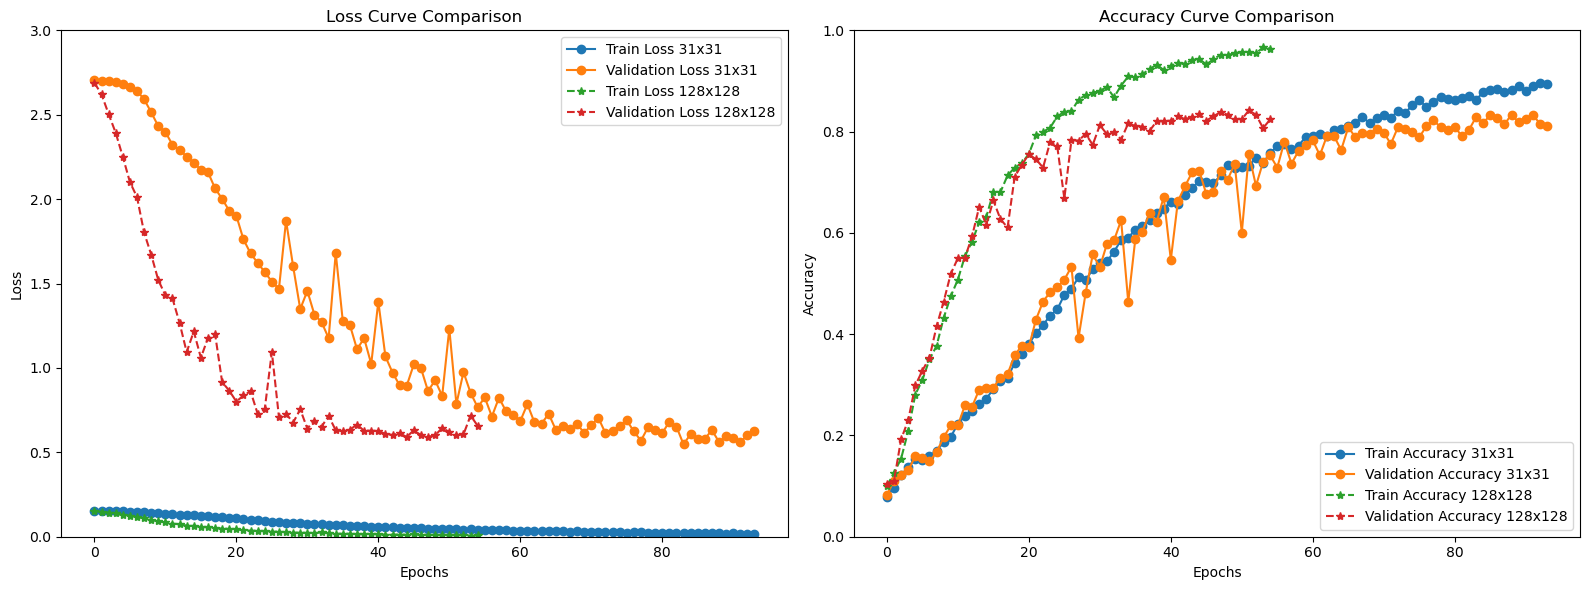 Loss Curve Comparison
3.0
2.5
2.0
1.5
1.0
0.5
0.0
Loss
0
20
40
60
80
Epochs
Train Loss 31x31
Validation Loss 31x31
Train Loss 128x128
Validation Loss 128x128
Accuracy Curve Comparison
1.0
0.8
0.6
0.4
0.2
0.0
Accuracy
0
20
40
60
80
Epochs
Train Accuracy 31x31
Validation Accuracy 31x31
Train Accuracy 128x128
Validation Accuracy 128x128